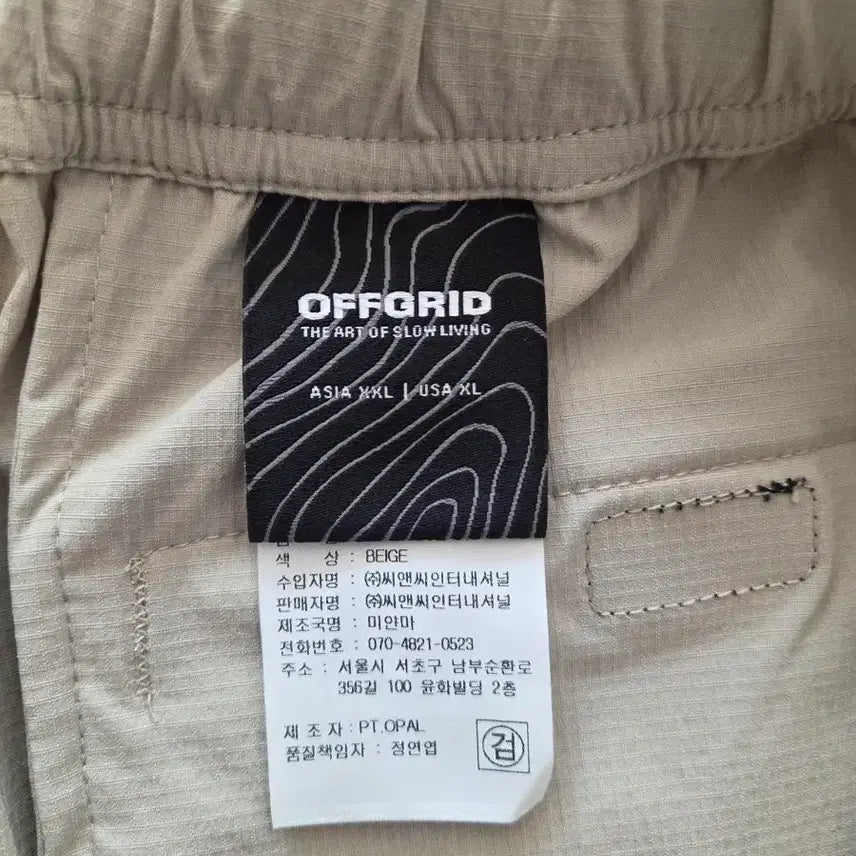 OFFGRID
THE ART OF SLOW LIVING
ASIA XXL | USA XL
색 상 : BEIGE
수입자명 : ㈜씨앤씨인터내셔널
판매자명 : ㈜씨앤씨인터내셔널
제조국명 : 미얀마
전화번호 : 070-4821-0523
주소 : 서울시 서초구 남부순환로
356길 100 윤화빌딩 2층
제 조 자 : PT.OPAL
품질책임자 : 정연엽
검